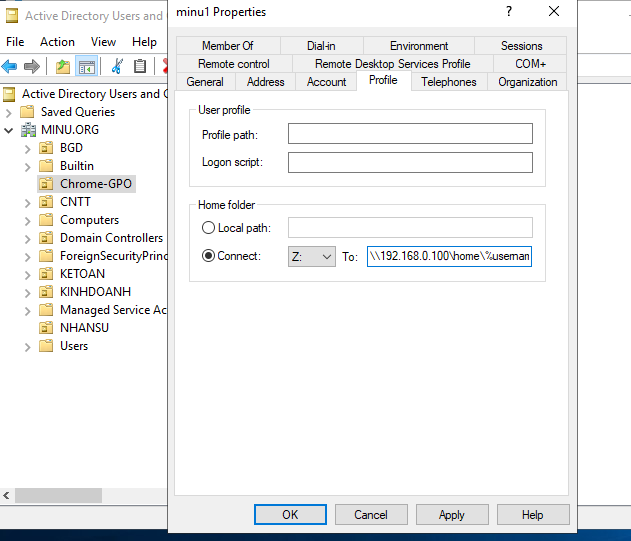 Active Directory Users and
File Action View Help
Active Directory Users and C
Saved Queries
MINU.ORG
BGD
Builtin
Chrome-GPO
CNTT
Computers
Domain Controllers
ForeignSecurityPrinc
KETOAN
KINHDOANH
Managed Service Ac
NHANSU
Users
minu1 Properties
?
Member Of Dial-in Environment Sessions
Remote control Remote Desktop Services Profile COM+
General Address Account Profile Telephones Organization
User profile
Profile path:
Logon script:
Home folder
Local path:
Connect: Z: To: \\192.168.0.100\home\%usernam
OK Cancel Apply Help